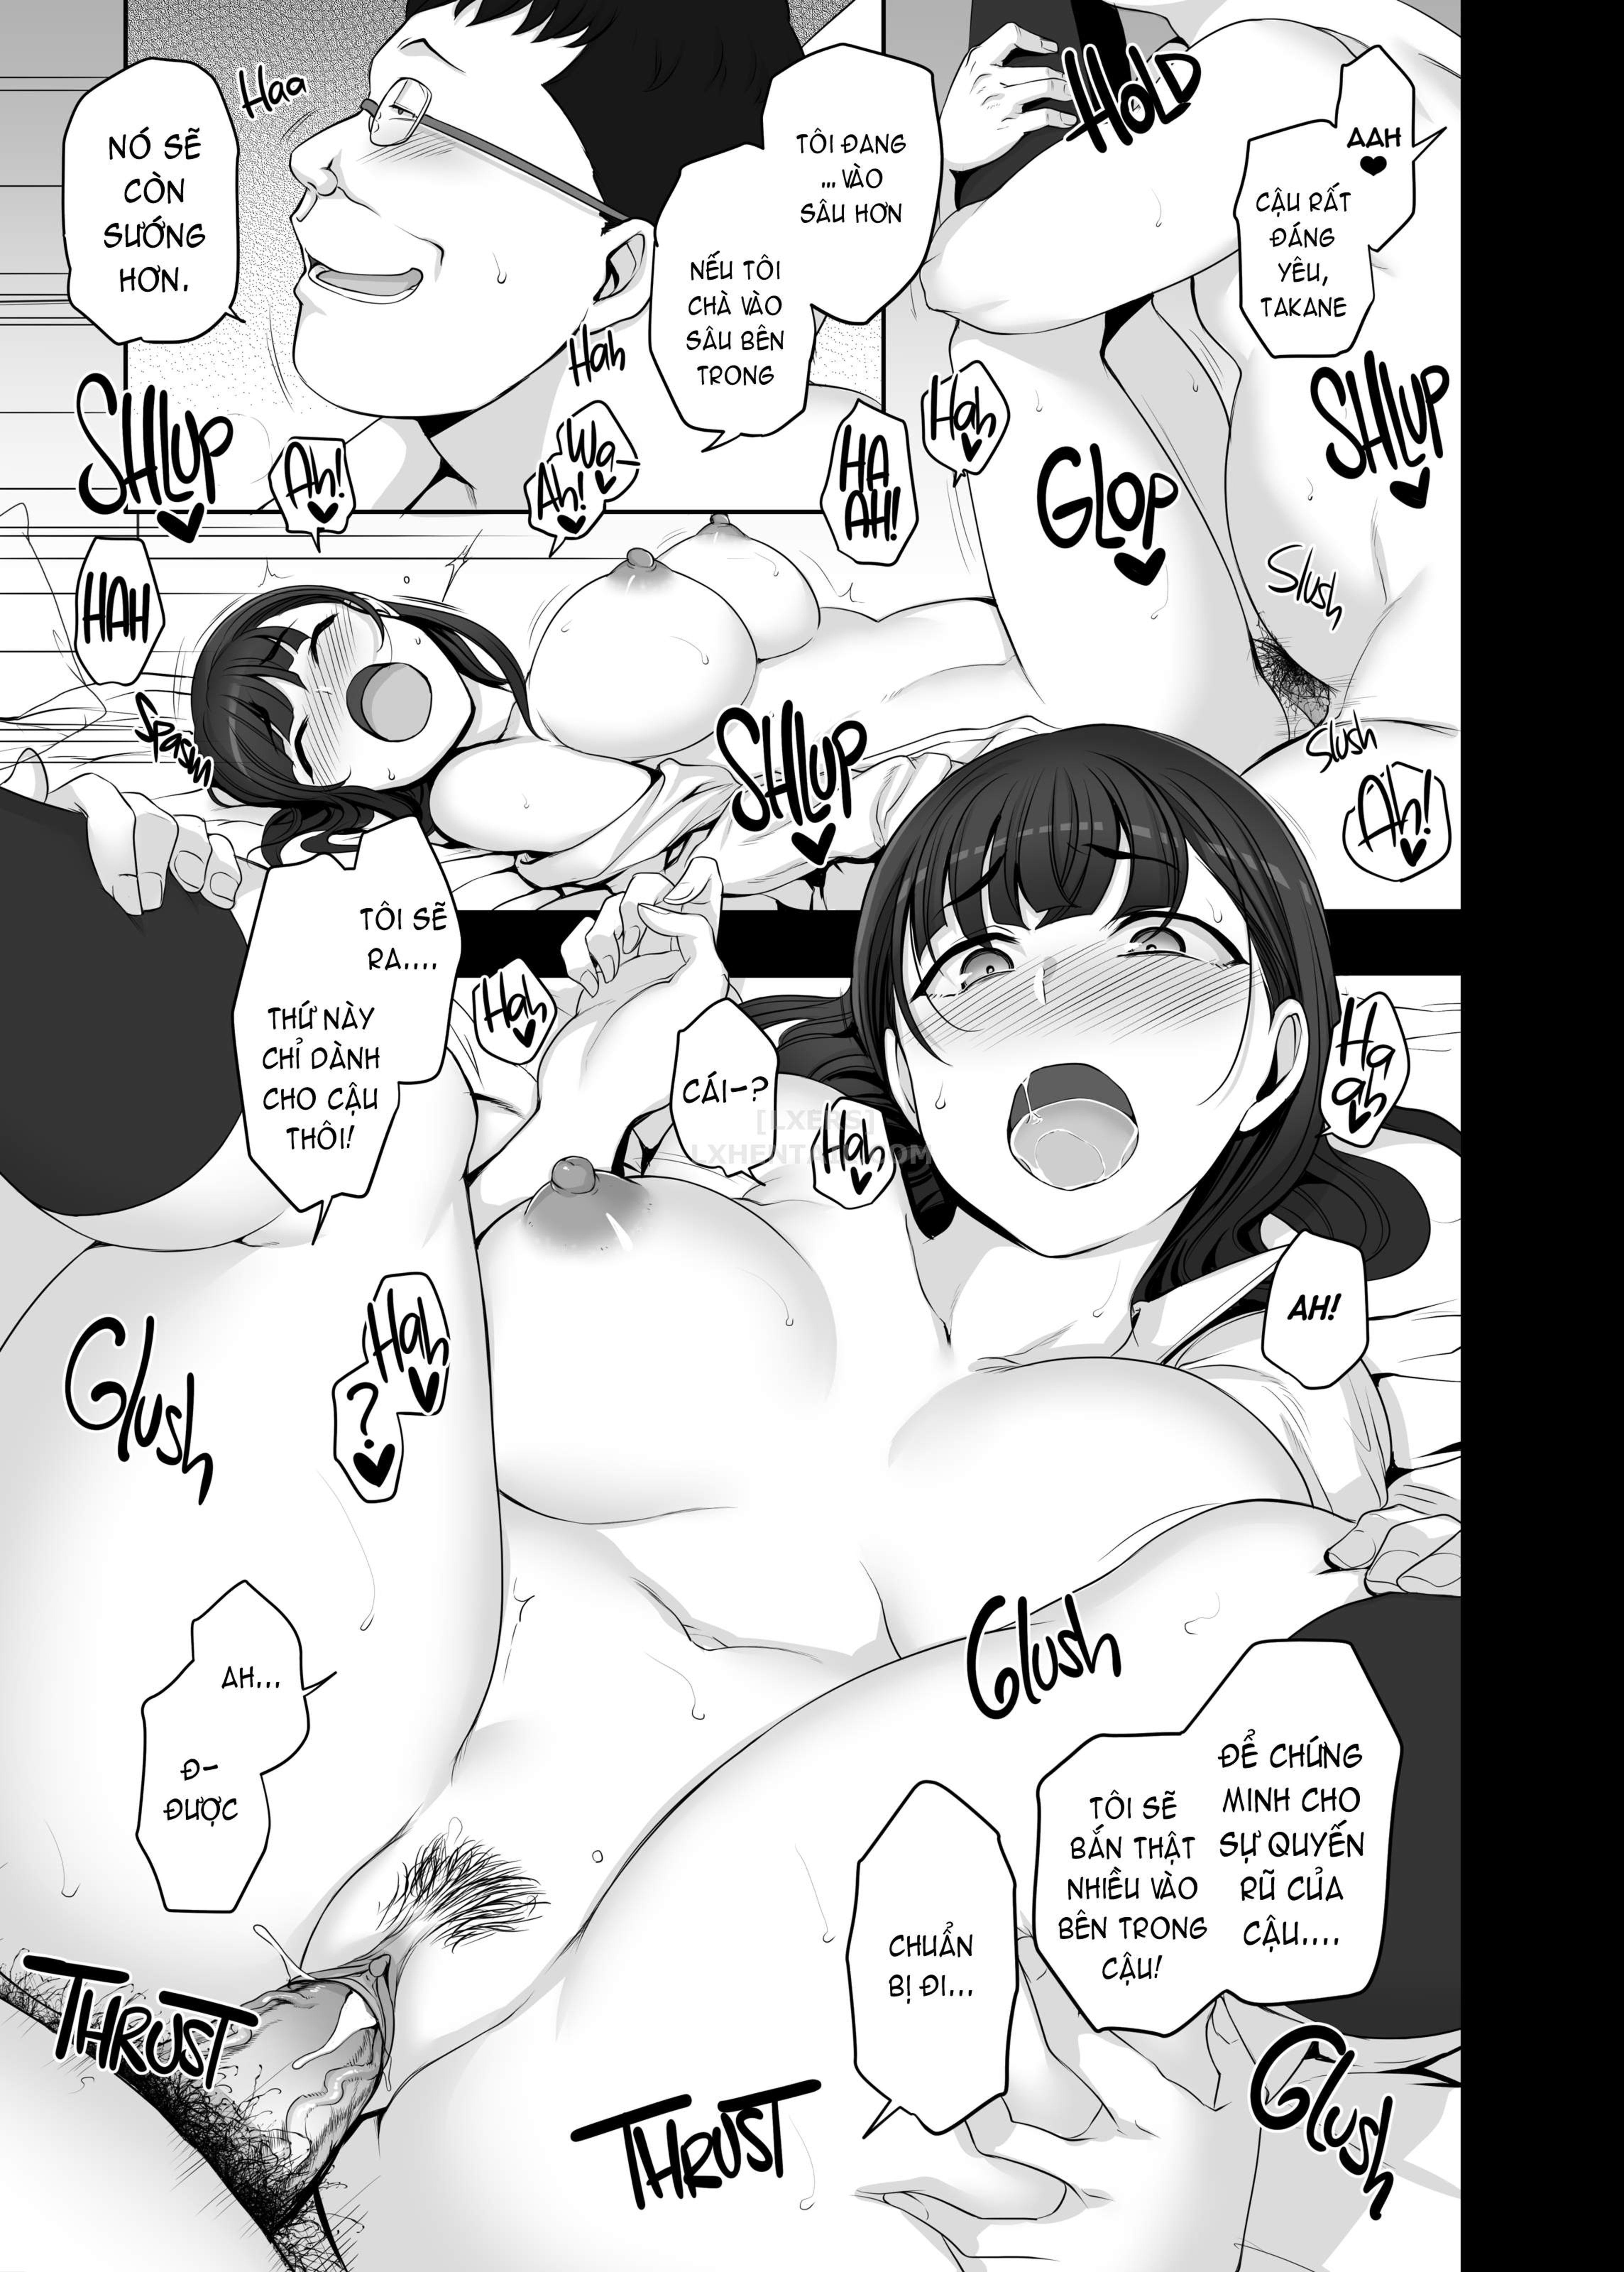 HOLD
AAH
CẬU RẤT
ĐÁNG
YÊU,
TAKANE
TÔI ĐANG
... VÀO
SÂU HƠN
NẾU TÔI
CHÀ VÀO
SÂU BÊN
TRONG
Haa
NÓ SẼ
CÒN
SƯỚNG
HƠN.
Hah
SHLUP
Hah
GLOP
Slush
Slush
Ah!
HA
AH!
Wa-
Ah!
Ah!
SHLUP
HAH
Spasm
SHLUP
TÔI SẼ
RA....
THỨ NÀY
CHỈ DÀNH
CHO CẬU
THÔI!
Hah
CÁI-?
[LXERS]
LXHENTAI.COM
Hah
Ha
ah
AH!
Hah
?
Glush
Glush
ĐỂ CHỨNG
MINH CHO
SỰ QUYẾN
RŨ CỦA
CẬU....
TÔI SẼ
BẮN THẬT
NHIỀU VÀO
BÊN TRONG
CẬU!
CHUẨN
BỊ ĐI...
AH...
Đ-
ĐƯỢC
THRUST
THRUST
Glush